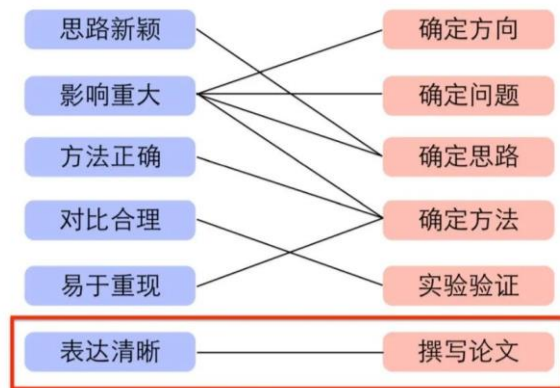 思路新颖
确定方向
影响重大
确定问题
方法正确
确定思路
对比合理
确定方法
易于重现
实验验证
表达清晰
撰写论文